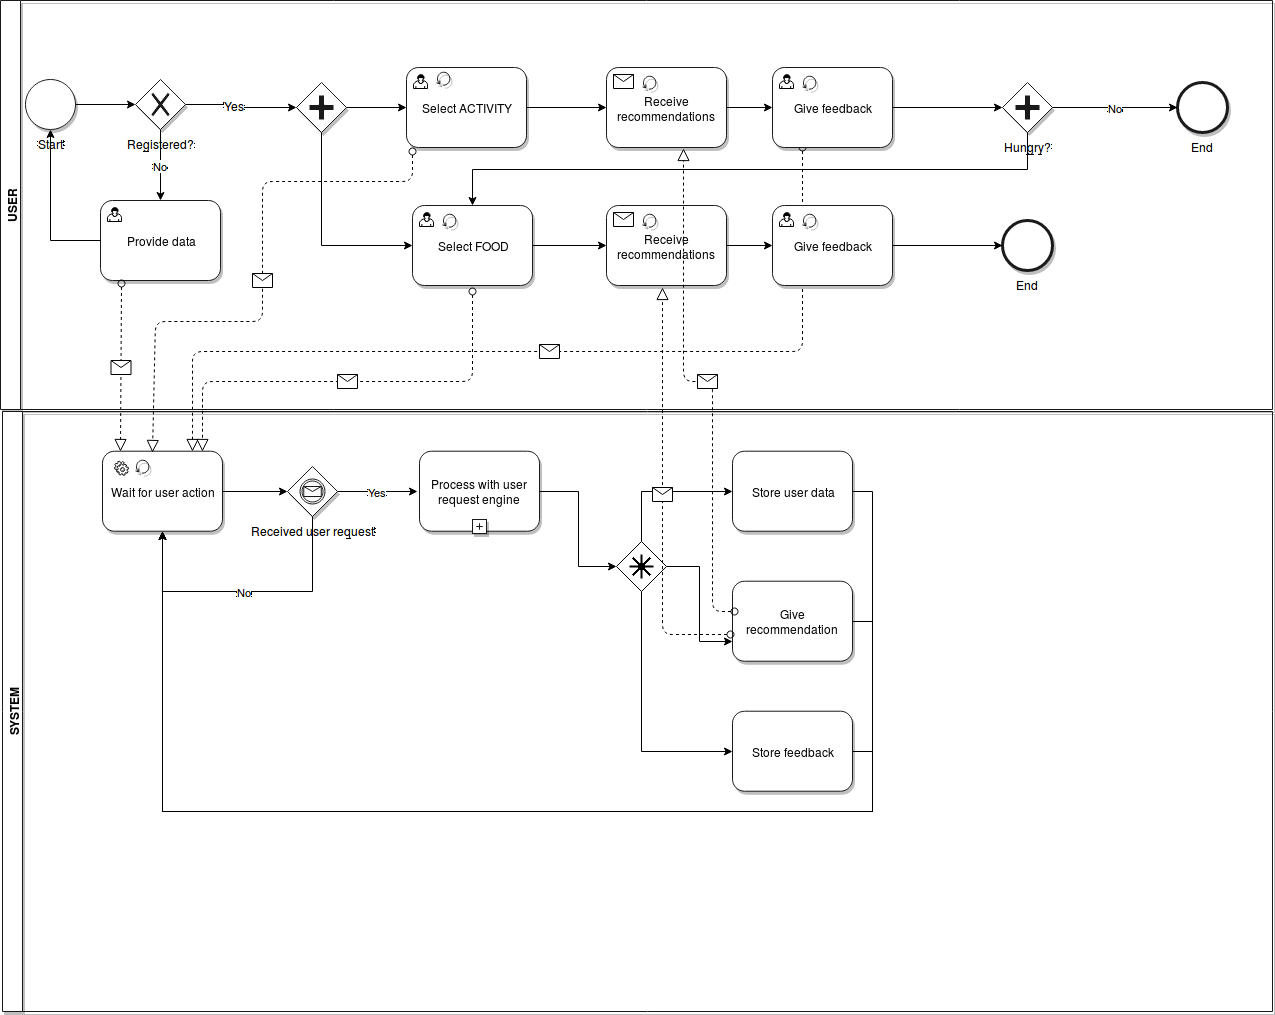 USER
Start
Registered?
Yes
No
Provide data
Select ACTIVITY
Receive
recommendations
Give feedback
Hungry?
No
End
Select FOOD
Receive
recommendations
Give feedback
End
SYSTEM
Wait for user action
Received user request
Yes
No
Process with user
request engine
Store user data
Give
recommendation
Store feedback